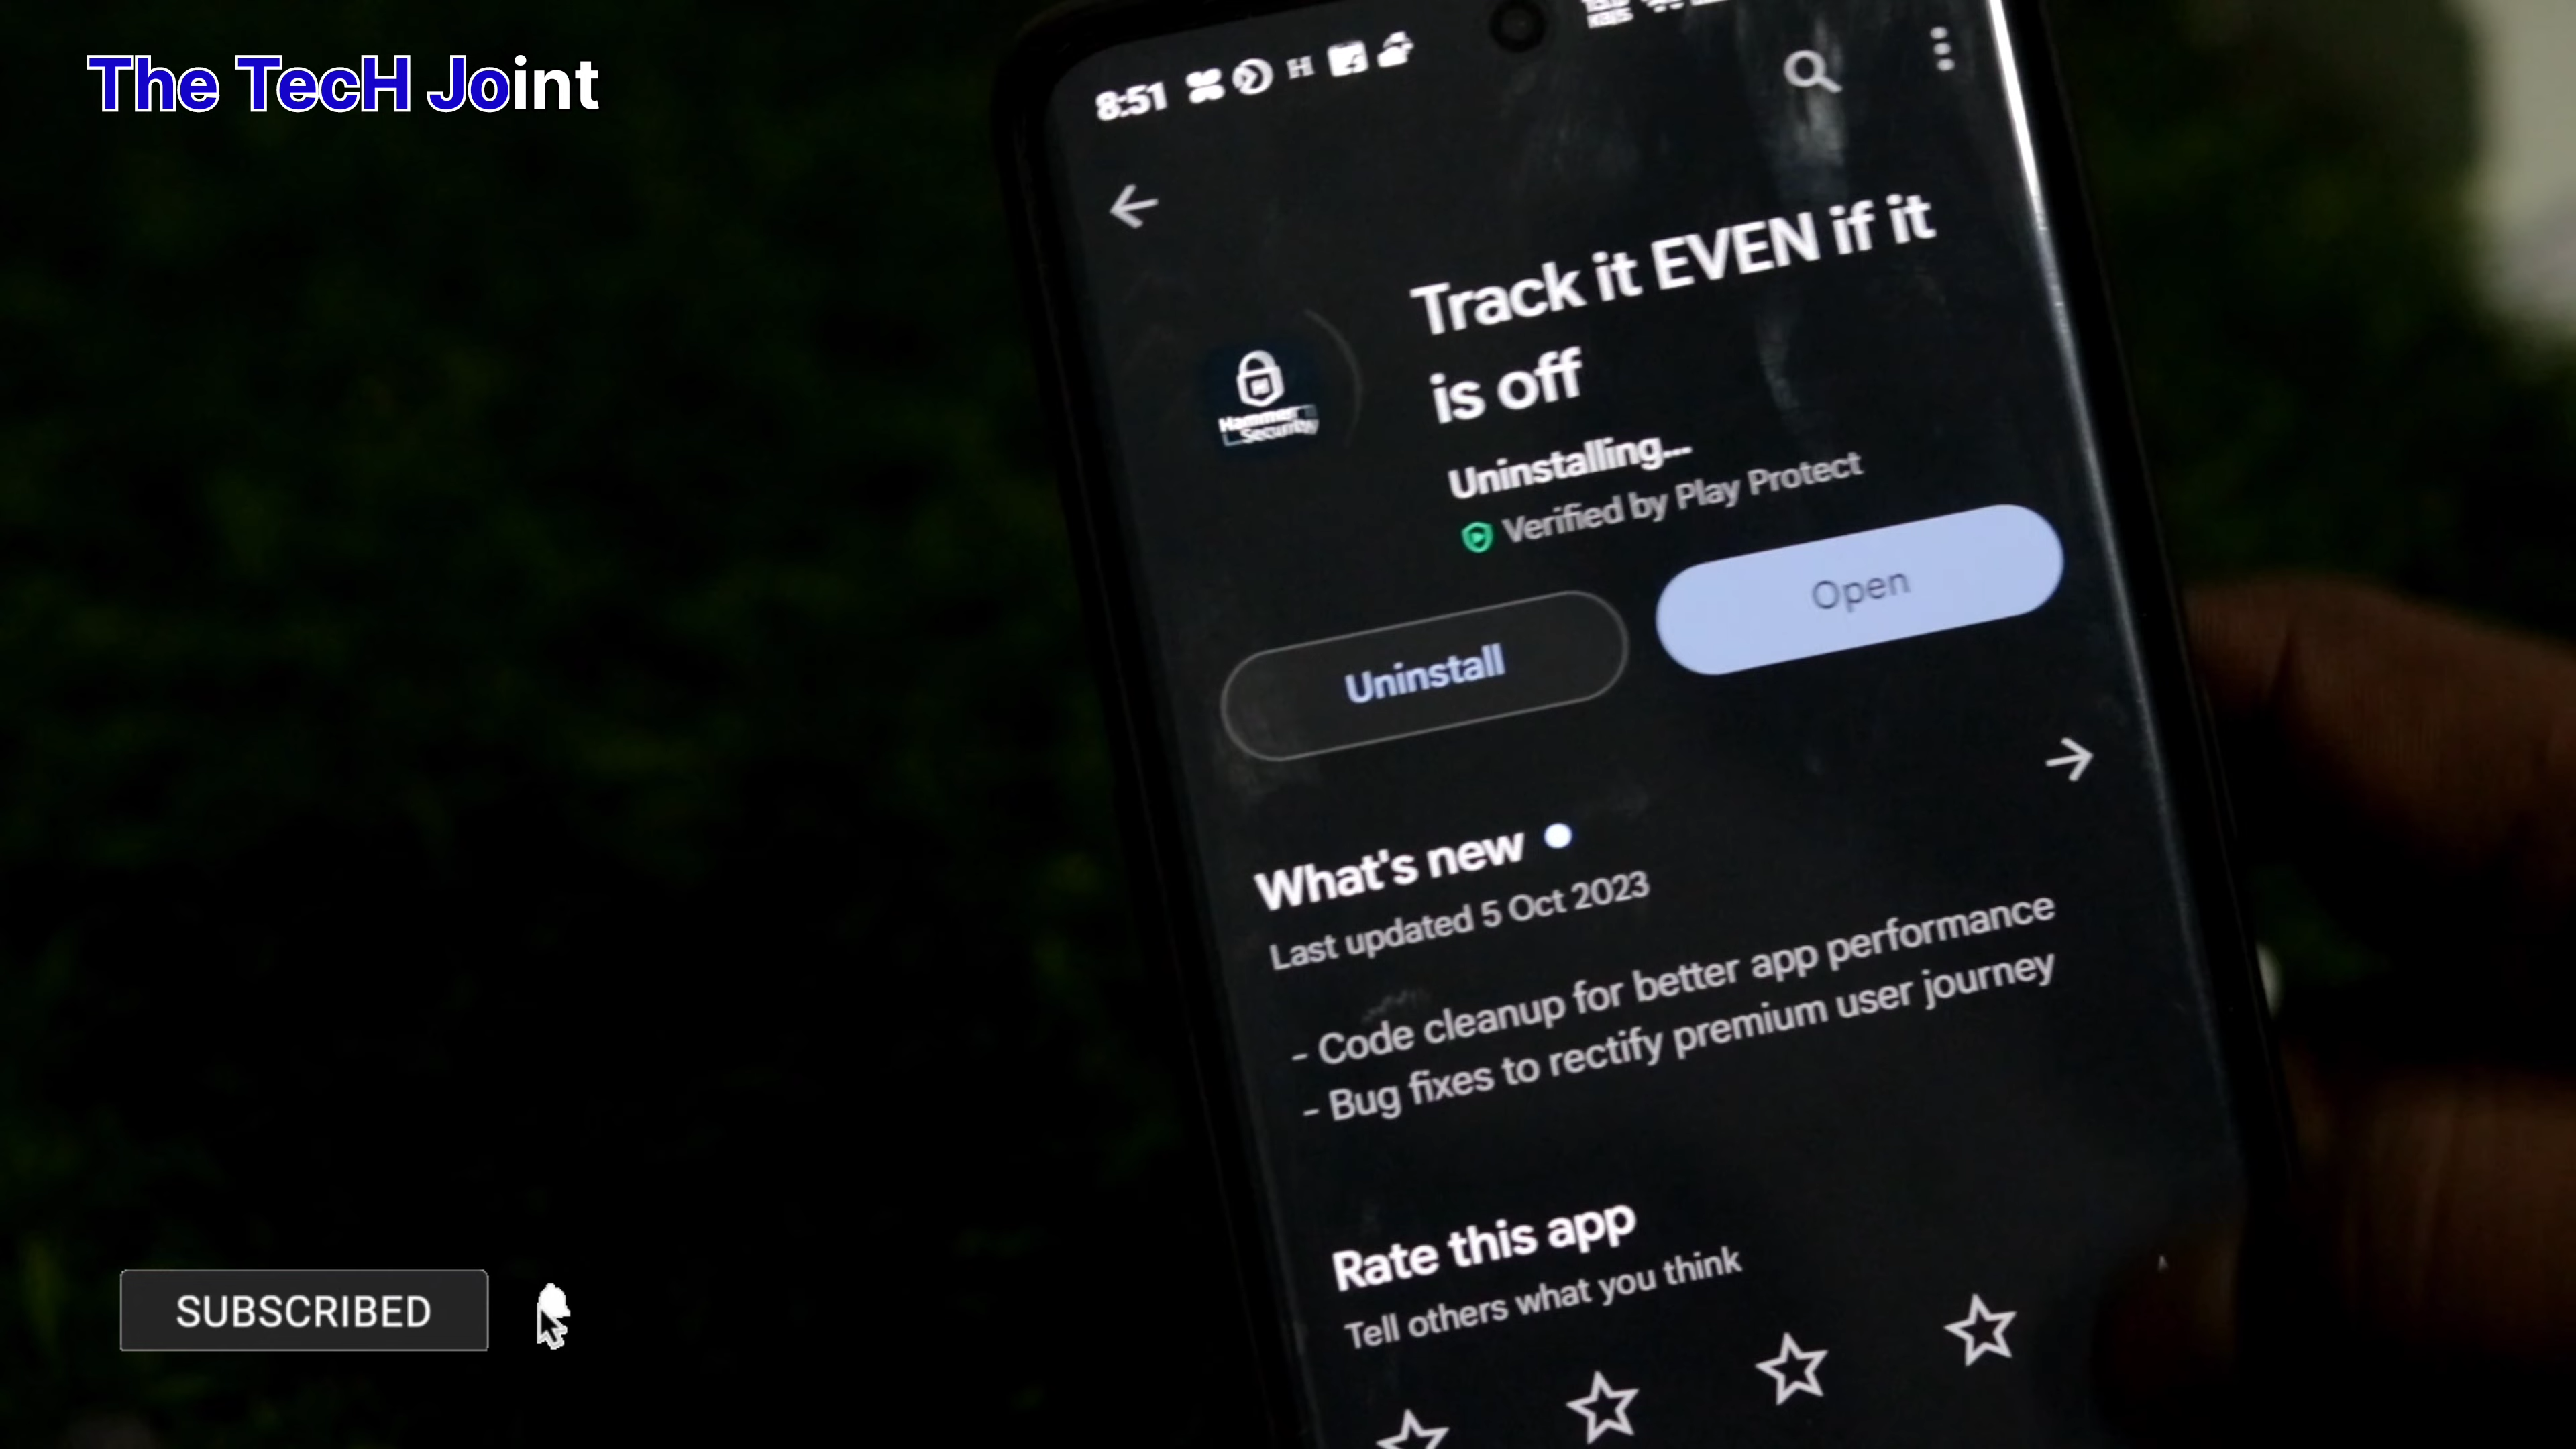 The TecH Joint
8:51
Track it EVEN if it
is off
Hammer
Security
Uninstalling...
Verified by Play Protect
Uninstall
Open
What's new
Last updated 5 Oct 2023
- Code cleanup for better app performance
- Bug fixes to rectify premium user journey
Rate this app
Tell others what you think
SUBSCRIBED